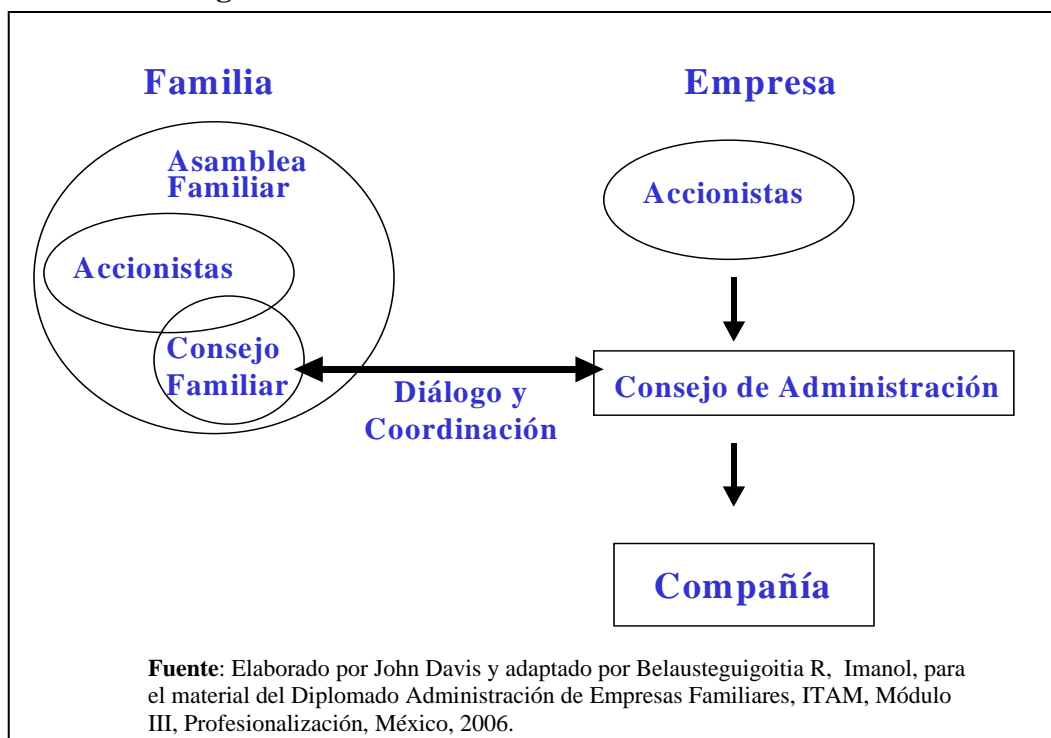 Familia
Empresa
Asamblea
Familiar
Accionistas
Accionistas
Consejo
Familiar
Diálogo y
Coordinación
Consejo de Administración
Compañía
Fuente: Elaborado por John Davis y adaptado por Belausteguigoitia R, Imanol, para
el material del Diplomado Administración de Empresas Familiares, ITAM, Módulo
III, Profesionalización, México, 2006.